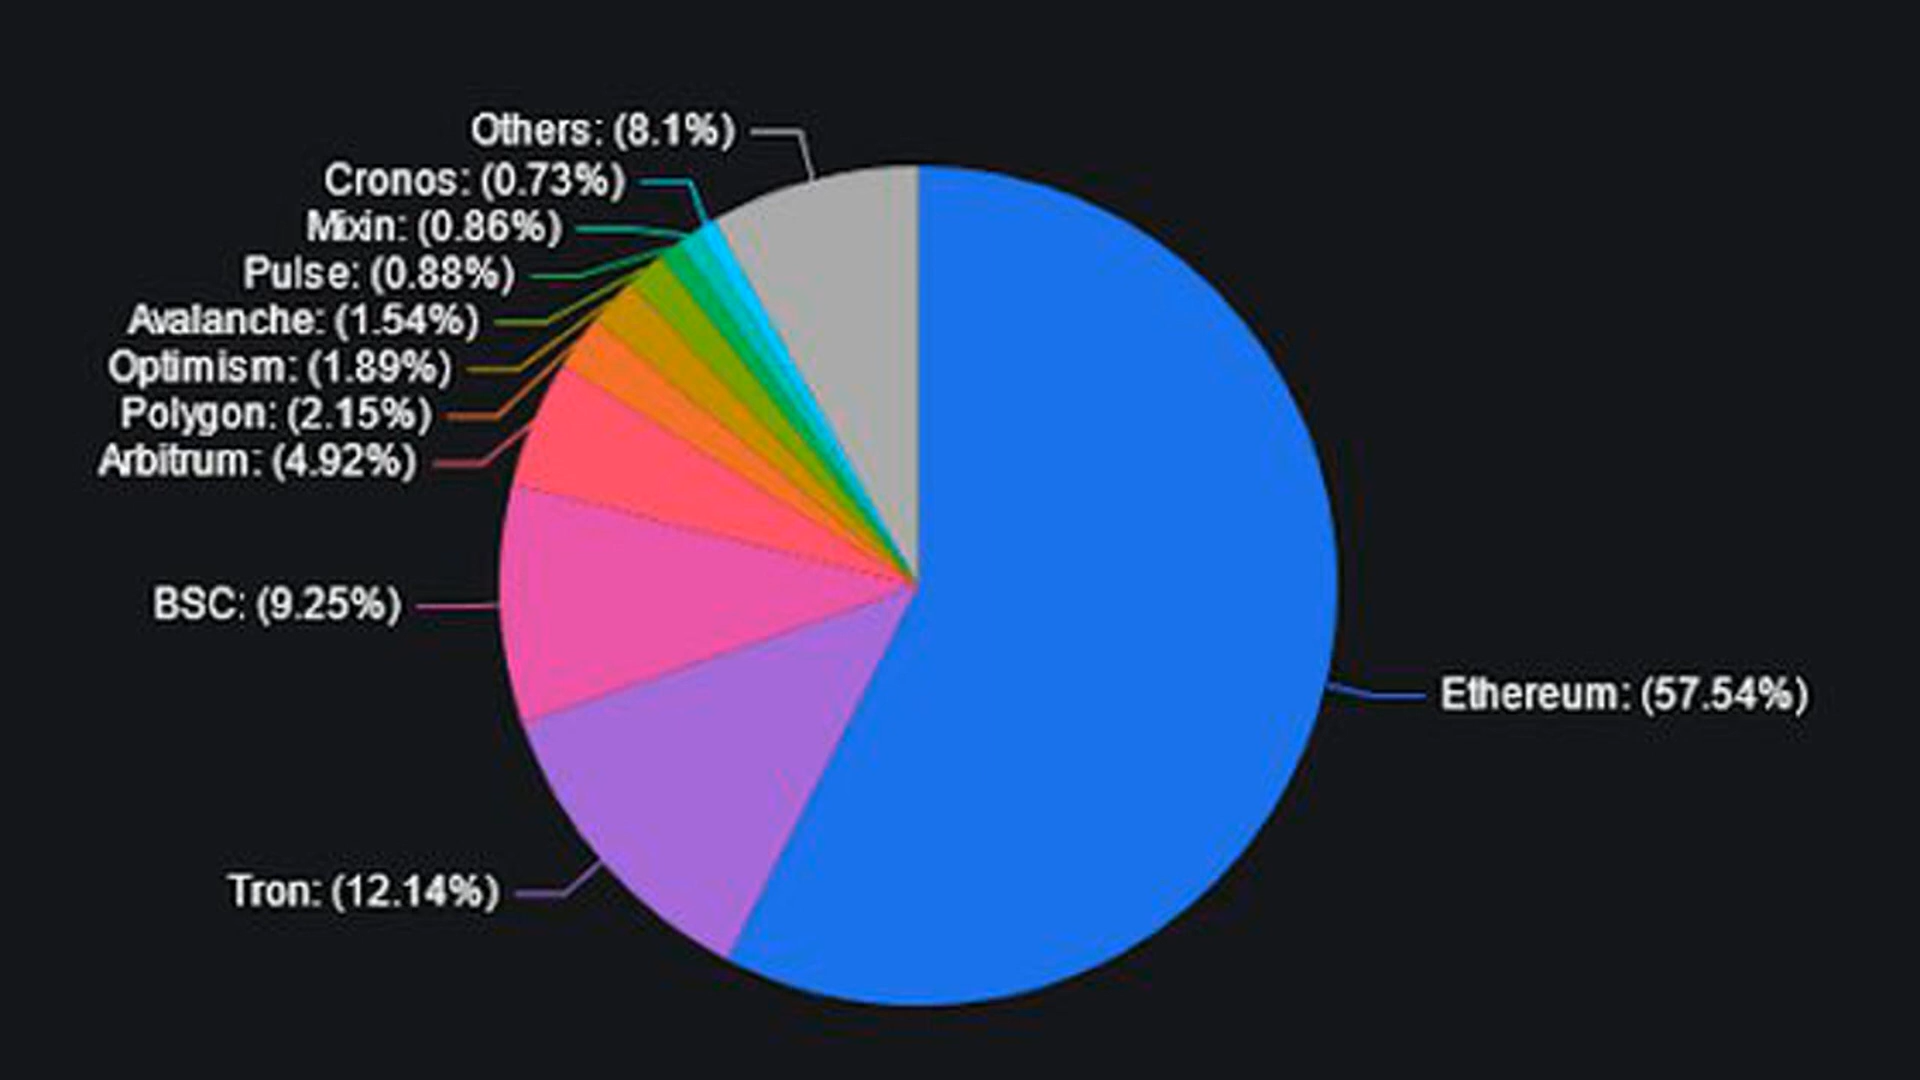 Others: (8.1%)
Cronos: (0.73%)
Mixin: (0.86%)
Pulse: (0.88%)
Avalanche: (1.54%)
Optimism: (1.89%)
Polygon: (2.15%)
Arbitrum: (4.92%)
BSC: (9.25%)
Ethereum: (57.54%)
Tron: (12.14%)